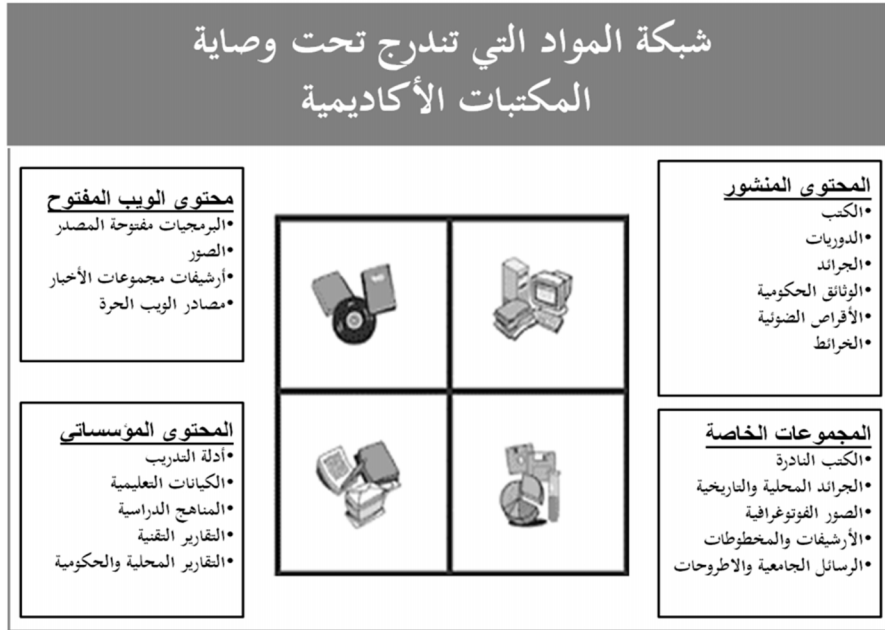 شبكة المواد التي تندرج تحت وصاية
المكتبات الأكاديمية
المحتوى المنشور
•الكتب
•الدوريات
•الجرائد
•الوثائق الحكومية
•الأقراص الضوئية
•الخرائط
محتوى الويب المفتوح
•البرمجيات مفتوحة المصدر
•الصور
•أرشيفات مجموعات الأخبار
•مصادر الويب الحرة
المجموعات الخاصة
•الكتب النادرة
•الجرائد المحلية والتاريخية
•الصور الفوتوغرافية
•الأرشيفات والمخطوطات
•الرسائل الجامعية والاطروحات
المحتوى المؤسساتي
•أدلة التدريب
•الكيانات التعليمية
•المناهج الدراسية
•التقارير التقنية
•التقارير المحلية والحكومية